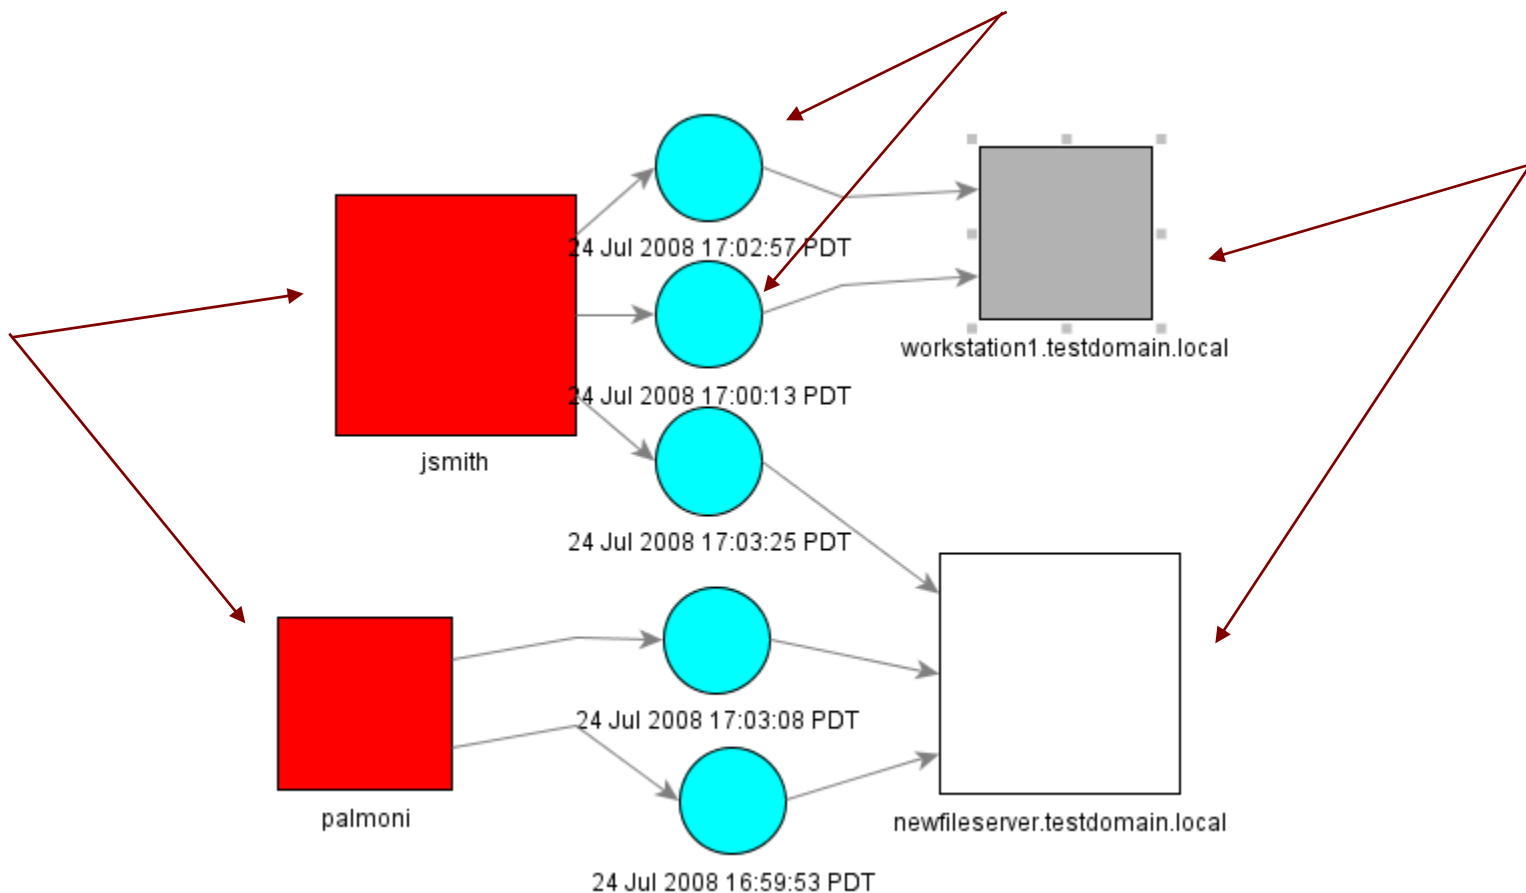 24 Jul 2008 17:02:57 PDT
workstation1.testdomain.local
24 Jul 2008 17:00:13 PDT
jsmith
24 Jul 2008 17:03:25 PDT
24 Jul 2008 17:03:08 PDT
palmoni
newfileserver.testdomain.local
24 Jul 2008 16:59:53 PDT